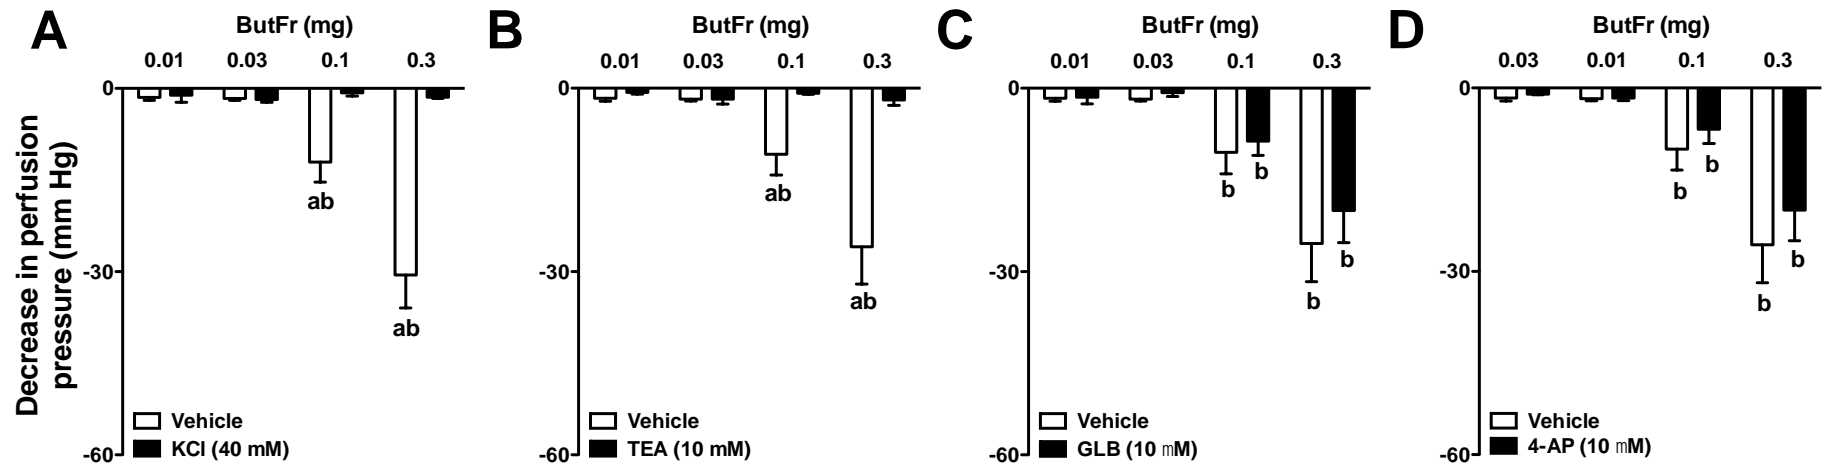 A
ButFr (mg)
0.01 0.03 0.1 0.3
Decrease in perfusion
pressure (mm Hg)
0
-30
-60
ab
ab
Vehicle
KCl (40 mM)
B
ButFr (mg)
0.01 0.03 0.1 0.3
0
-30
-60
ab
ab
Vehicle
TEA (10 mM)
C
ButFr (mg)
0.01 0.03 0.1 0.3
0
-30
-60
b b
b b
Vehicle
GLB (10 mM)
D
ButFr (mg)
0.03 0.01 0.1 0.3
0
-30
-60
b b
b b
Vehicle
4-AP (10 mM)